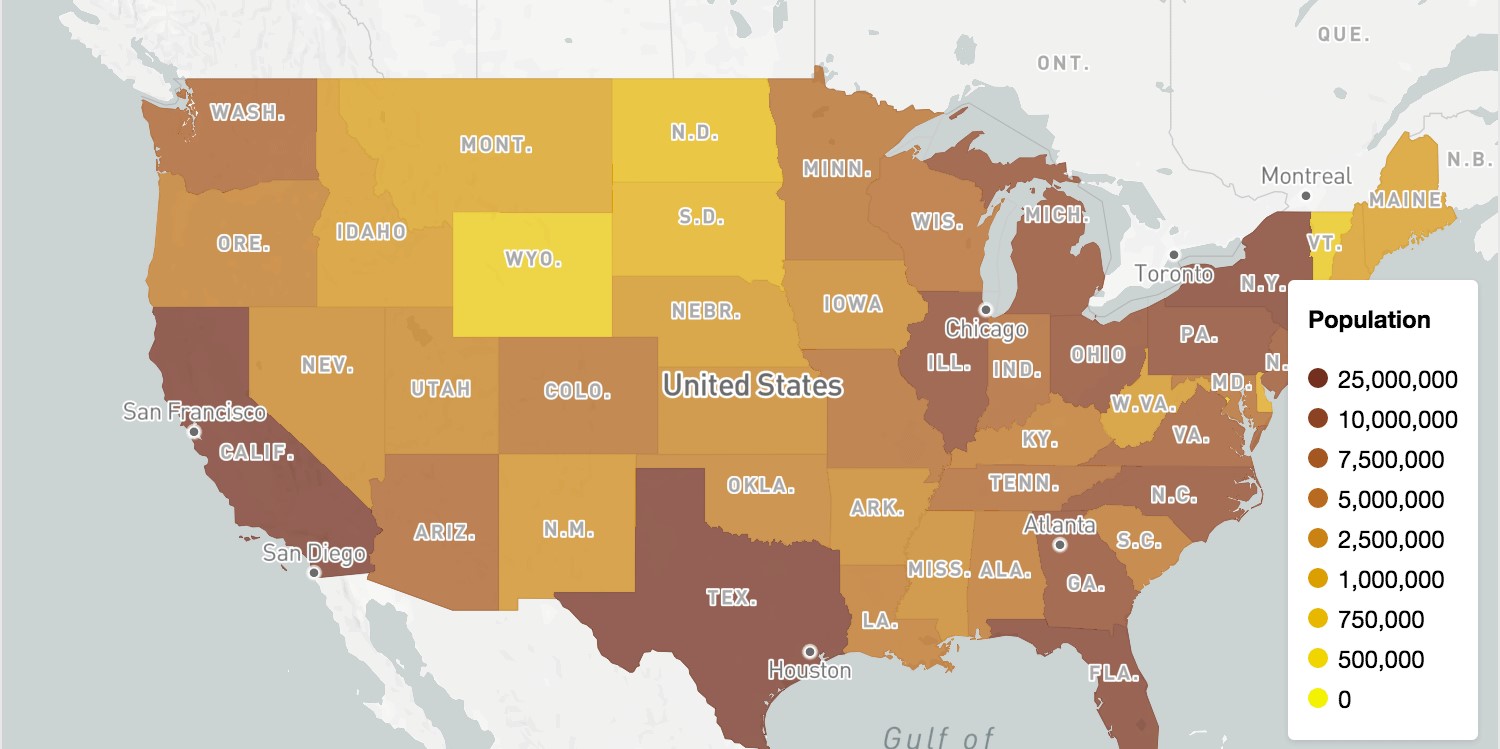 QUE.
ONT.
WASH.
MONT.
N.D.
MINN.
N.B.
Montreal
MAINE
S.D.
WIS.
MICH.
IDAHO
ORE.
VT.
WYO.
Toronto
N.Y.
NEBR.
IOWA
Chicago
PA.
OHIO
ILL.
IND.
N.
NEV.
UTAH
COLO.
United States
MD.
W.VA.
San Francisco
CALIF.
KY.
VA.
TENN.
OKLA.
N.C.
ARK.
Atlanta
ARIZ.
N.M.
S.C.
San Diego
MISS.
ALA.
GA.
TEX.
LA.
Houston
FLA.
Gulf of
Population
25,000,000
10,000,000
7,500,000
5,000,000
2,500,000
1,000,000
750,000
500,000
0